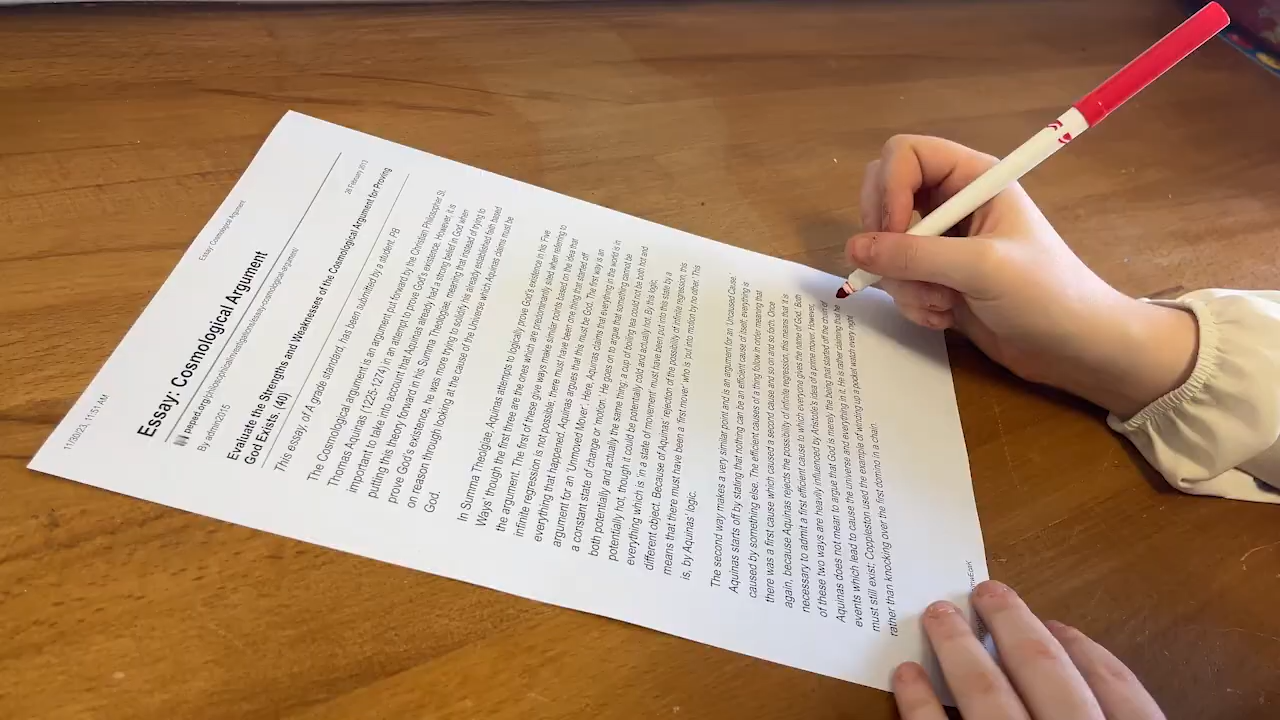 11/30/23, 11:51 AM
Essay: Cosmological Argument
Essay: Cosmological Argument
peped.org/philosophicalinvestigations/essay-cosmological-argument/
By admin2015
28 February 2013
Evaluate the Strengths and Weakness of the Cosmological Argument for Proving
God Exists. (40)
This essay, of A grade standard, has been submitted by a student. PB
The Cosmological argument is an argument put forward by the Christian Philosopher St.
Thomas Aquinas (1225-1274) in an attempt to prove God's existence. However, it is
important to take into account that Aquinas already had a strong belief in God when
putting this theory forward in his Summa Theologiae, meaning that instead of trying to
prove God's existence, he was more trying to solidify his already established faith based
on reason through looking at the cause of the Universe which Aquinas claims must be
God.
In Summa Theologiae, Aquinas attempts to logically prove God's existence in his Five
Ways though the first three are the ones which are predominantly sited when referring to
the argument. The first of these given ways make similar points based on the idea that
infinite regression is not possible; there must have been one thing that started off
everything that happened. Aquinas argues that this must be God. The first way is an
argument for an 'Unmoved Mover'. Here, Aquinas claims that everything in the world is in
a constant state of change or 'motion.' He goes on to argue that something cannot be
both potentially and actually the same thing; a cup of boiling tea could not be both hot and
potentially hot, though it could be potentially cold and actually hot. By this logic,
everything which is 'in a state of movement' must have been put into this state by a
different object. Because of Aquinas' rejection of the possibility of infinite regression, this
means that there must have been a 'first mover' who is 'put into motion by no other.' This
is, by Aquinas' logic.
The second way makes a very similar point and is an argument for as 'Uncaused Cause.'
Aquinas starts off by stating that nothing can be an efficient cause of itself; everything is
caused by something else. The efficient causes of a thing follow in order meaning that
there was a first cause which caused a second cause and so on and so forth. Once
again, because Aquinas rejects the possibility of infinite regression, this means that it is
necessary to admit a first efficient cause to which everyone gives the name of God. Both
of these two ways are heavily influenced by Aristotle's idea of a prime mover. However,
Aquinas does not mean to argue that God is merely the being that started off the chain of
events which lead to cause the universe and everything in it. He is rather claiming that he
must still exist. Coppleston used the example of winding up a pocket watch every night
rather than knocking over the first domino in a chain.